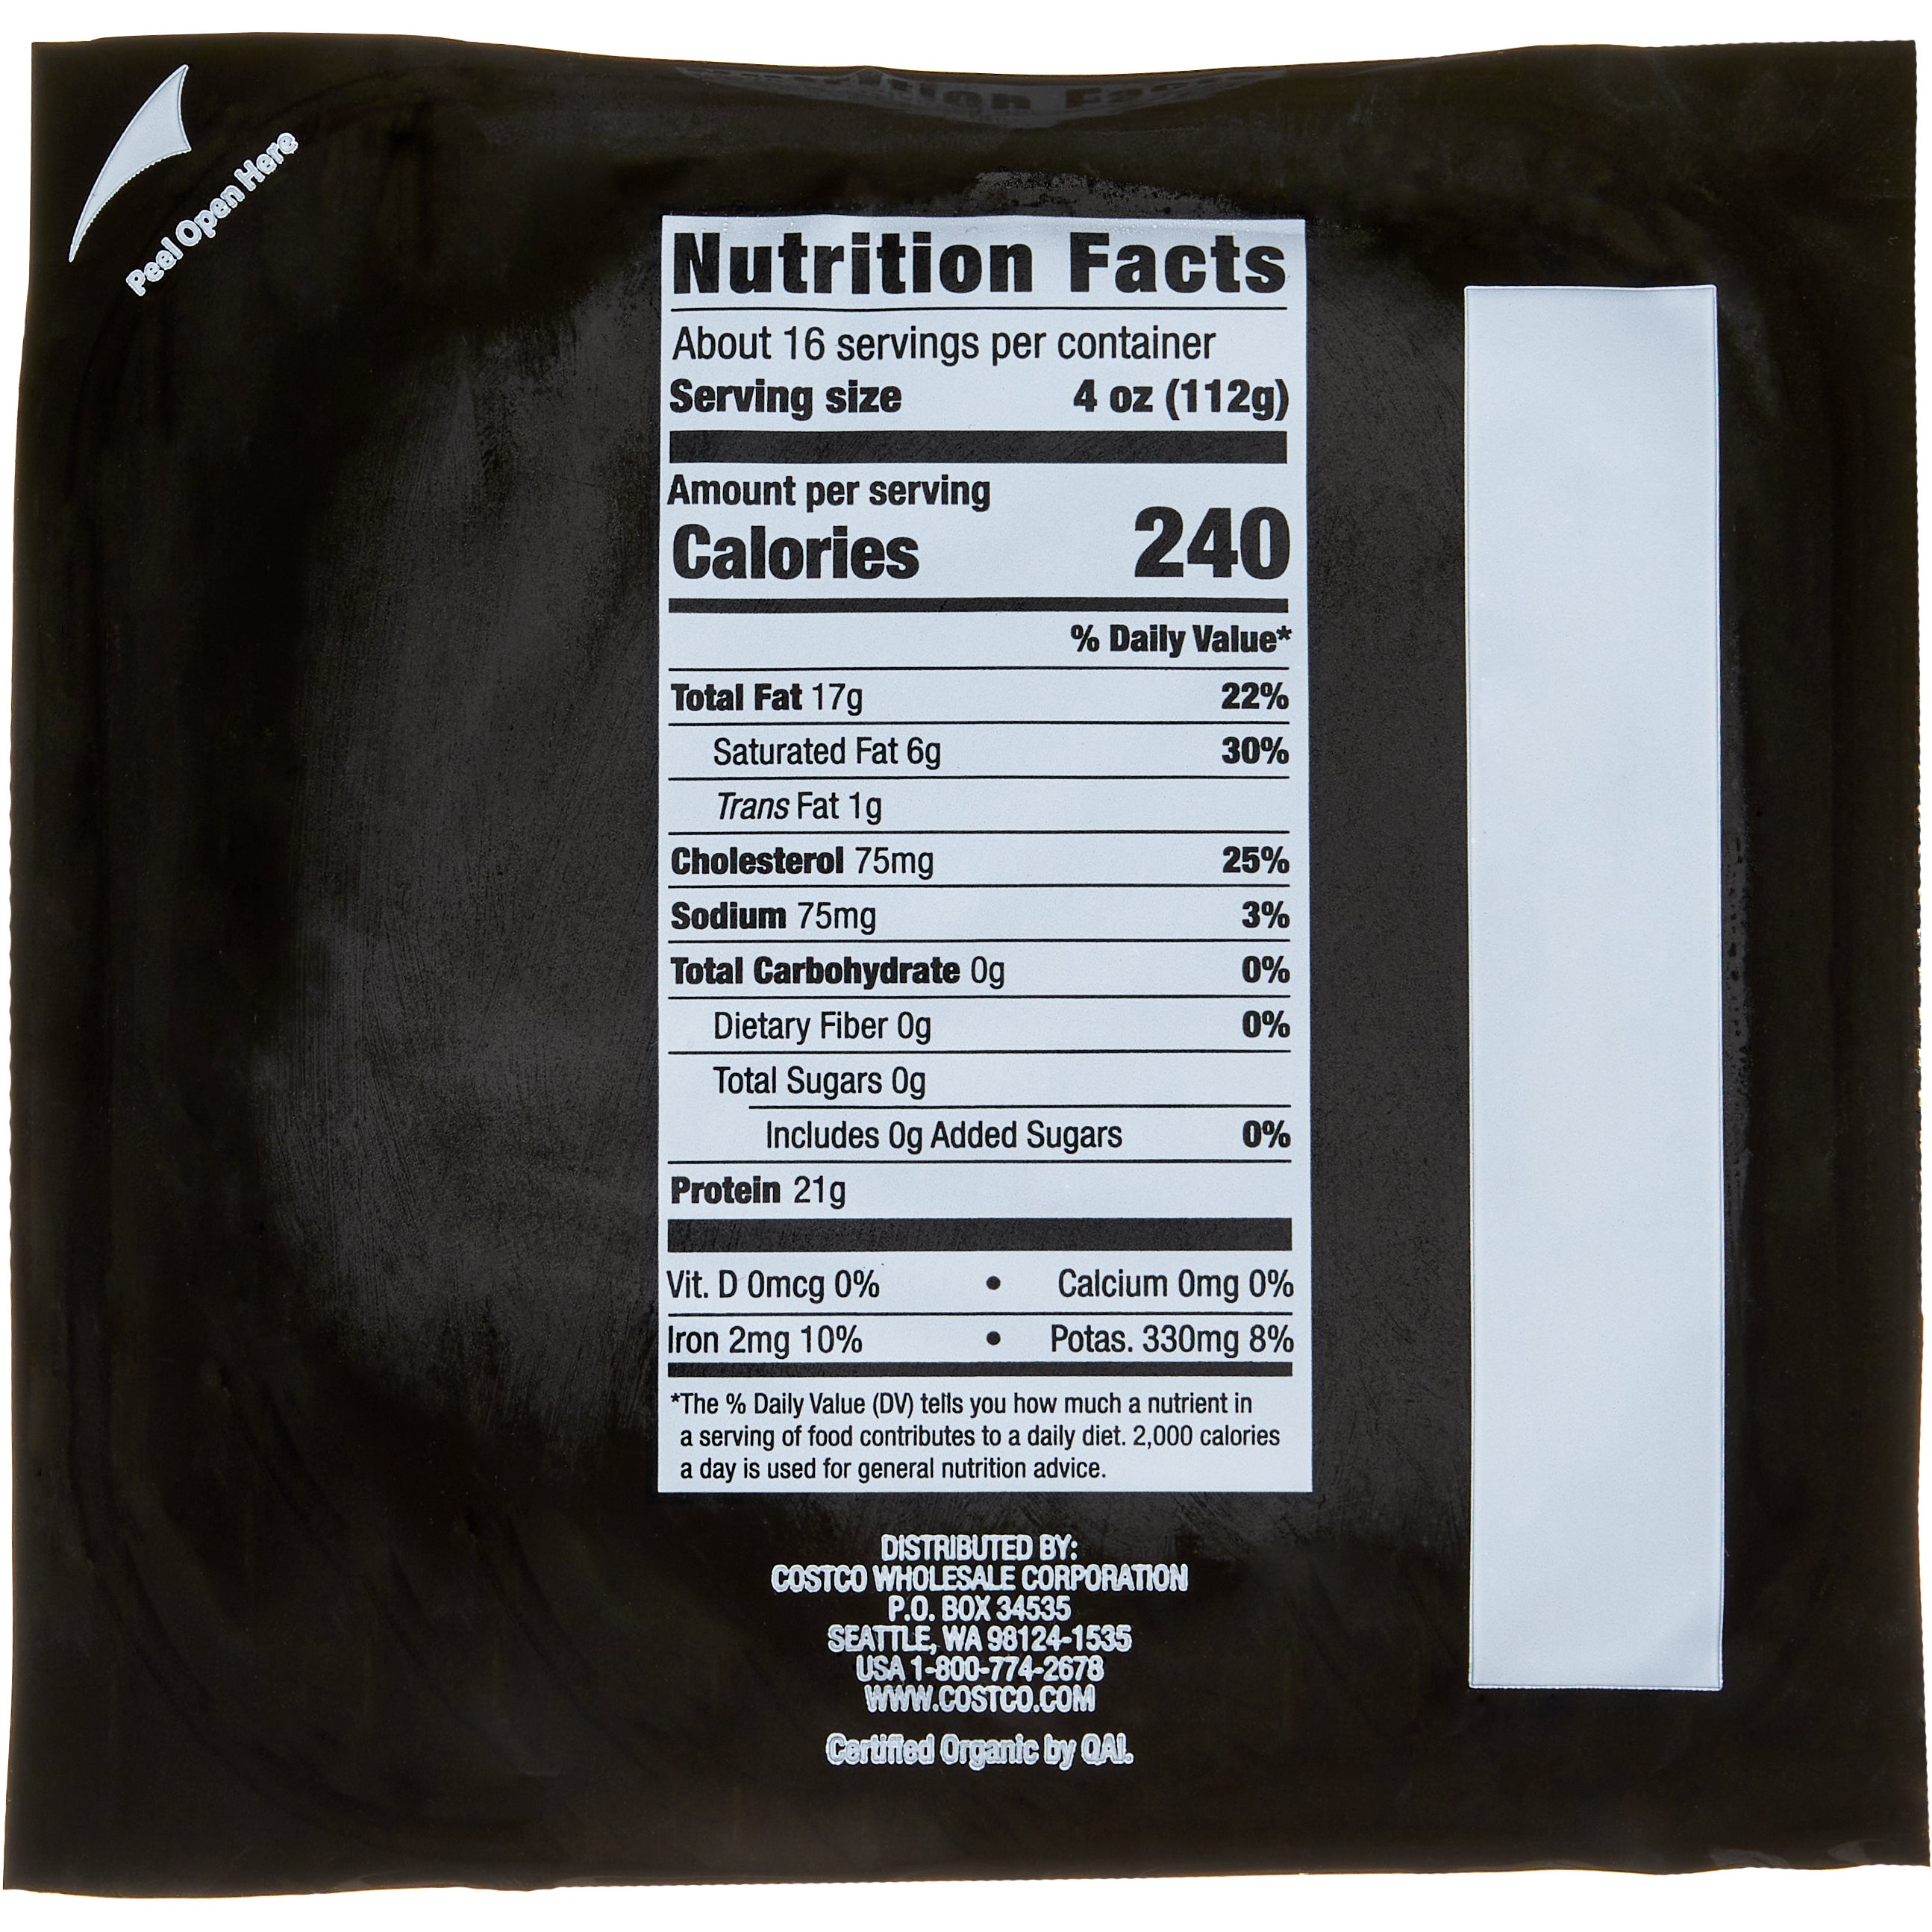 Peel Open Here
Nutrition Facts
About 16 servings per container
Serving size 4 oz (112g)
Amount per serving
Calories 240
% Daily Value*
Total Fat 17g 22%
Saturated Fat 6g 30%
Trans Fat 1g
Cholesterol 75mg 25%
Sodium 75mg 3%
Total Carbohydrate 0g 0%
Dietary Fiber 0g 0%
Total Sugars 0g
Includes 0g Added Sugars 0%
Protein 21g
Vit. D 0mcg 0% • Calcium 0mg 0%
Iron 2mg 10% • Potas. 330mg 8%
*The % Daily Value (DV) tells you how much a nutrient in
a serving of food contributes to a daily diet. 2,000 calories
a day is used for general nutrition advice.
DISTRIBUTED BY:
COSTCO WHOLESALE CORPORATION
P.O. BOX 34535
SEATTLE, WA 98124-1535
USA 1-800-774-2678
WWW.COSTCO.COM
Certified Organic by QAI.